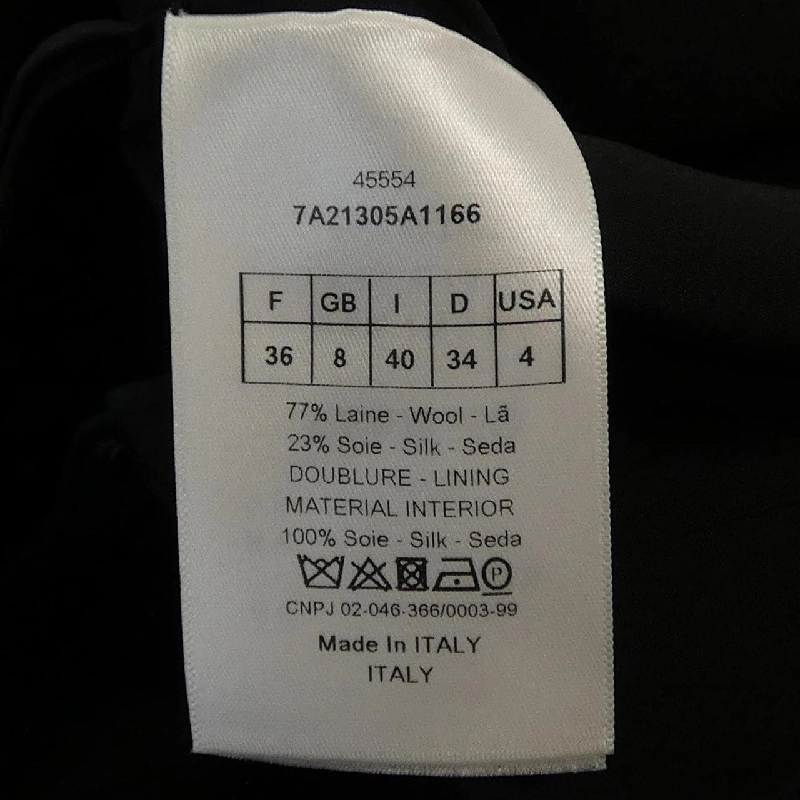 45554
7A21305A1166
F GB I D USA
36 8 40 34 4
77% Laine - Wool - Lã
23% Soie - Silk - Seda
DOUBLURE - LINING
MATERIAL INTERIOR
100% Soie - Silk - Seda
P
CNPJ 02-046-366/0003-99
Made In ITALY
ITALY